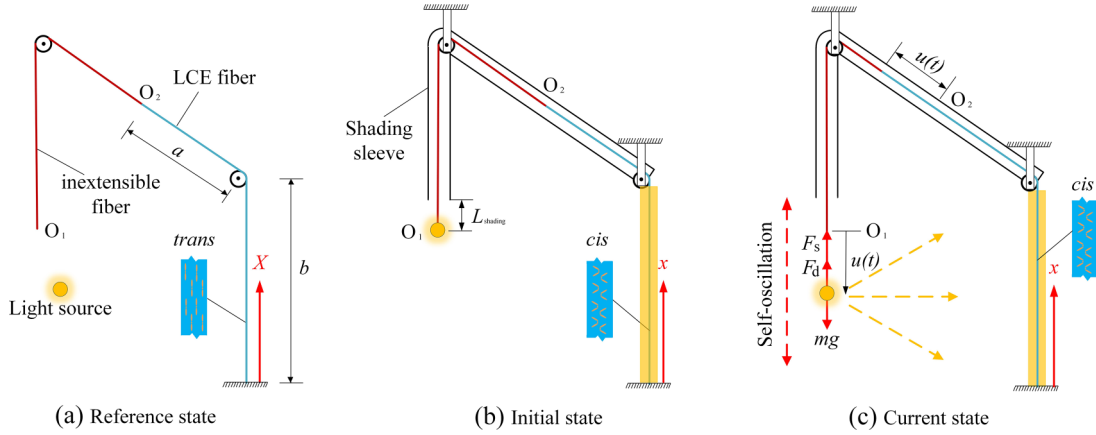 O₂
LCE fiber
a
inextensible
fiber
O₁
trans
X
b
Light source
(a) Reference state
O₂
Shading
sleeve
L shading
O₁
cis
x
(b) Initial state
u(t)
O₂
cis
Self-oscillation
Fs
O₁
Fd
u(t)
x
mg
(c) Current state